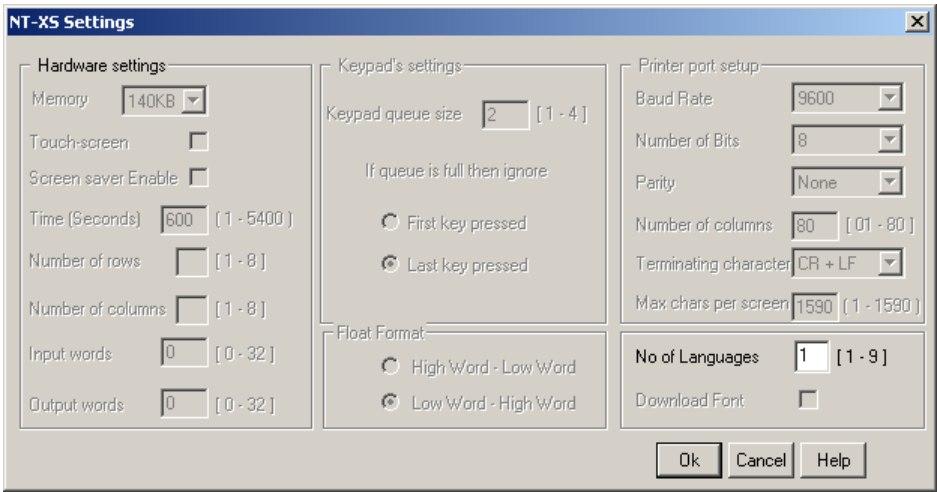 NT-XS Settings
Hardware settings
Memory 140KB
Touch-screen
Screen saver Enable
Time (Seconds) 600 ( 1 - 5400 )
Number of rows [ 1 - 8 ]
Number of columns [ 1 - 8 ]
Input words 0 [ 0 - 32 ]
Output words 0 [ 0 - 32 ]
Keypad's settings
Keypad queue size 2 [ 1 - 4 ]
If queue is full then ignore
First key pressed
Last key pressed
Float Format
High Word - Low Word
Low Word - High Word
Printer port setup
Baud Rate 9600
Number of Bits 8
Parity None
Number of columns 80 [ 01 - 80 ]
Terminating character CR + LF
Max chars per screen 1590 ( 1 - 1590 )
No of Languages 1 [ 1 - 9 ]
Download Font
Ok Cancel Help